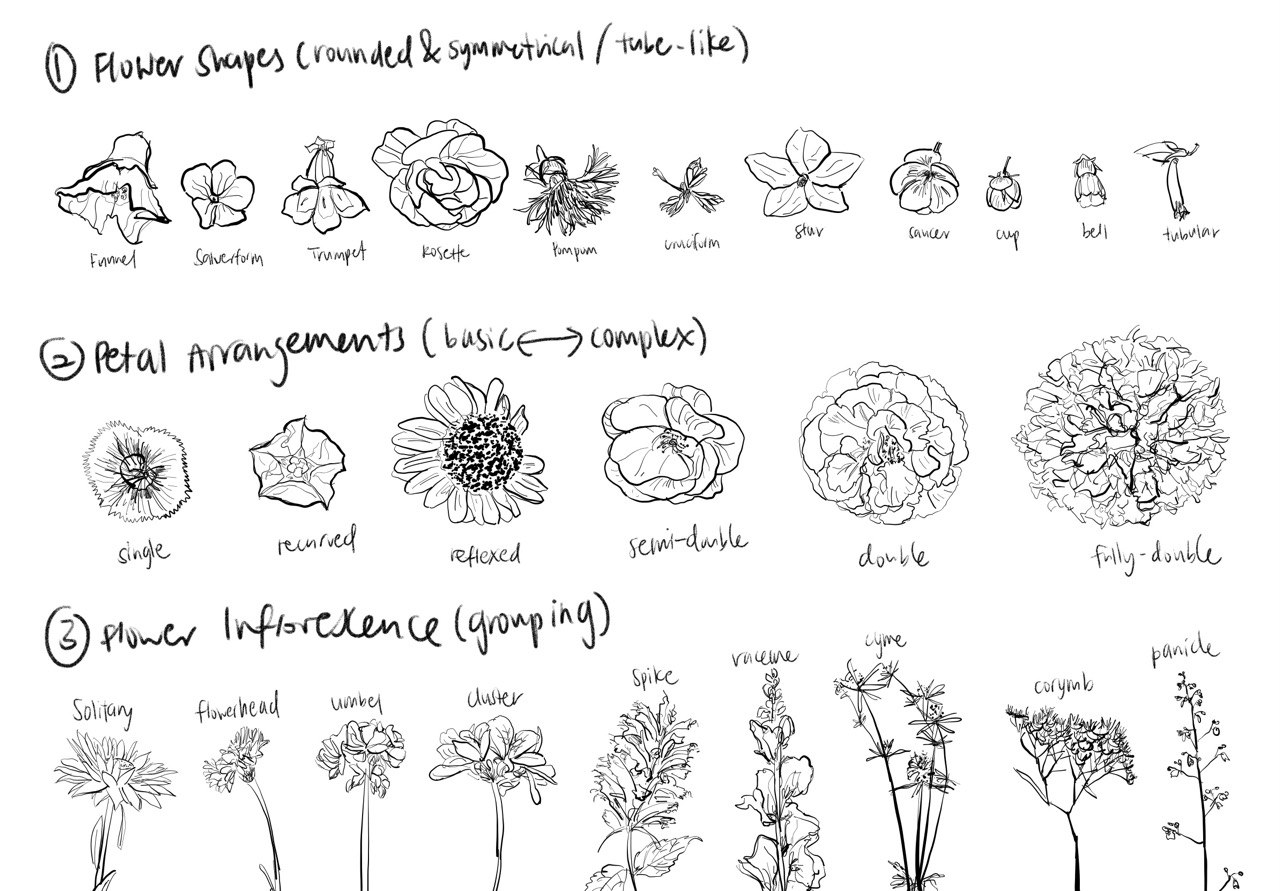 ① Flower Shapes (rounded & symmetrical / tube-like)
Funnel Salverform Trumpet Rosette Pompom cruciform star saucer cup bell tubular
② Petal Arrangements (basic ⟷ complex)
single recurved reflexed semi-double double fully-double
③ Flower Inflorescence (grouping)
Solitary flowerhead umbel cluster spike raceme cyme corymb panicle